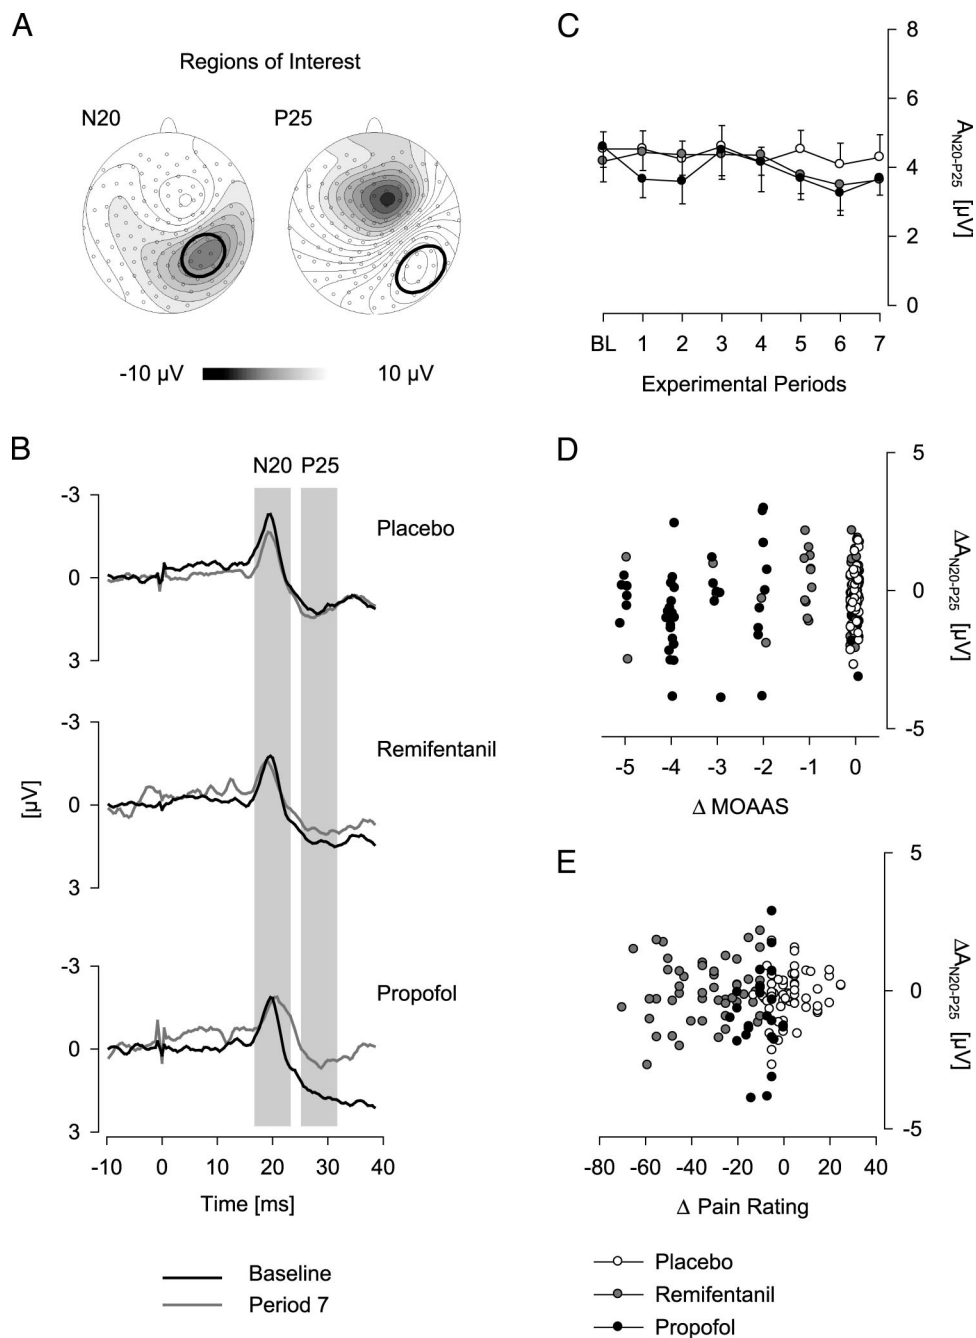 A
Regions of Interest
N20
P25
-10 µV
10 µV
B
N20 P25
-3
0
3
Placebo
-3
0
3
Remifentanil
[µV]
-3
0
3
Propofol
-10 0 10 20 30 40
Time [ms]
Baseline
Period 7
C
8
6
4
2
0
A_N20-P25 [µV]
BL 1 2 3 4 5 6 7
Experimental Periods
D
5
0
-5
ΔA_N20-P25 [µV]
-5 -4 -3 -2 -1 0
Δ MOAAS
E
5
0
-5
ΔA_N20-P25 [µV]
-80 -60 -40 -20 0 20 40
Δ Pain Rating
Placebo
Remifentanil
Propofol